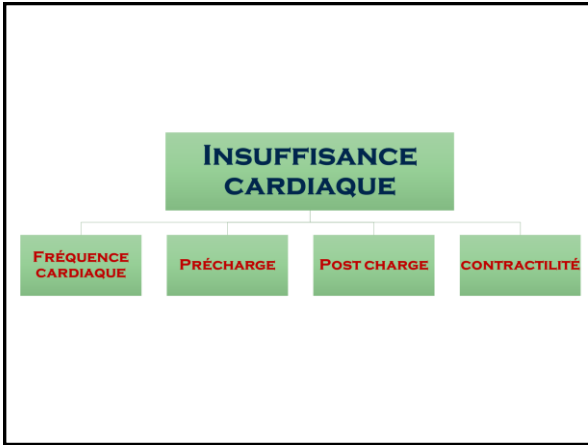 INSUFFISANCE
CARDIAQUE
FRÉQUENCE
CARDIAQUE
PRÉCHARGE
POST CHARGE
CONTRACTILITÉ